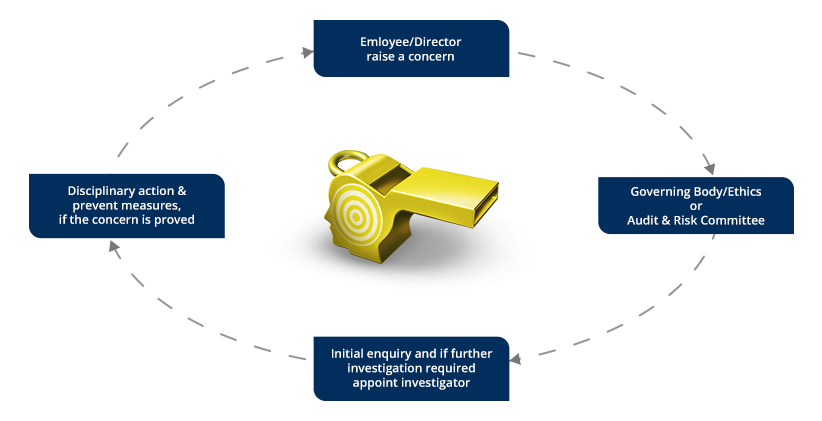 Emloyee/Director
raise a concern
Governing Body/Ethics
or
Audit & Risk Committee
Initial enquiry and if further
investigation required
appoint investigator
Disciplinary action &
prevent measures,
if the concern is proved